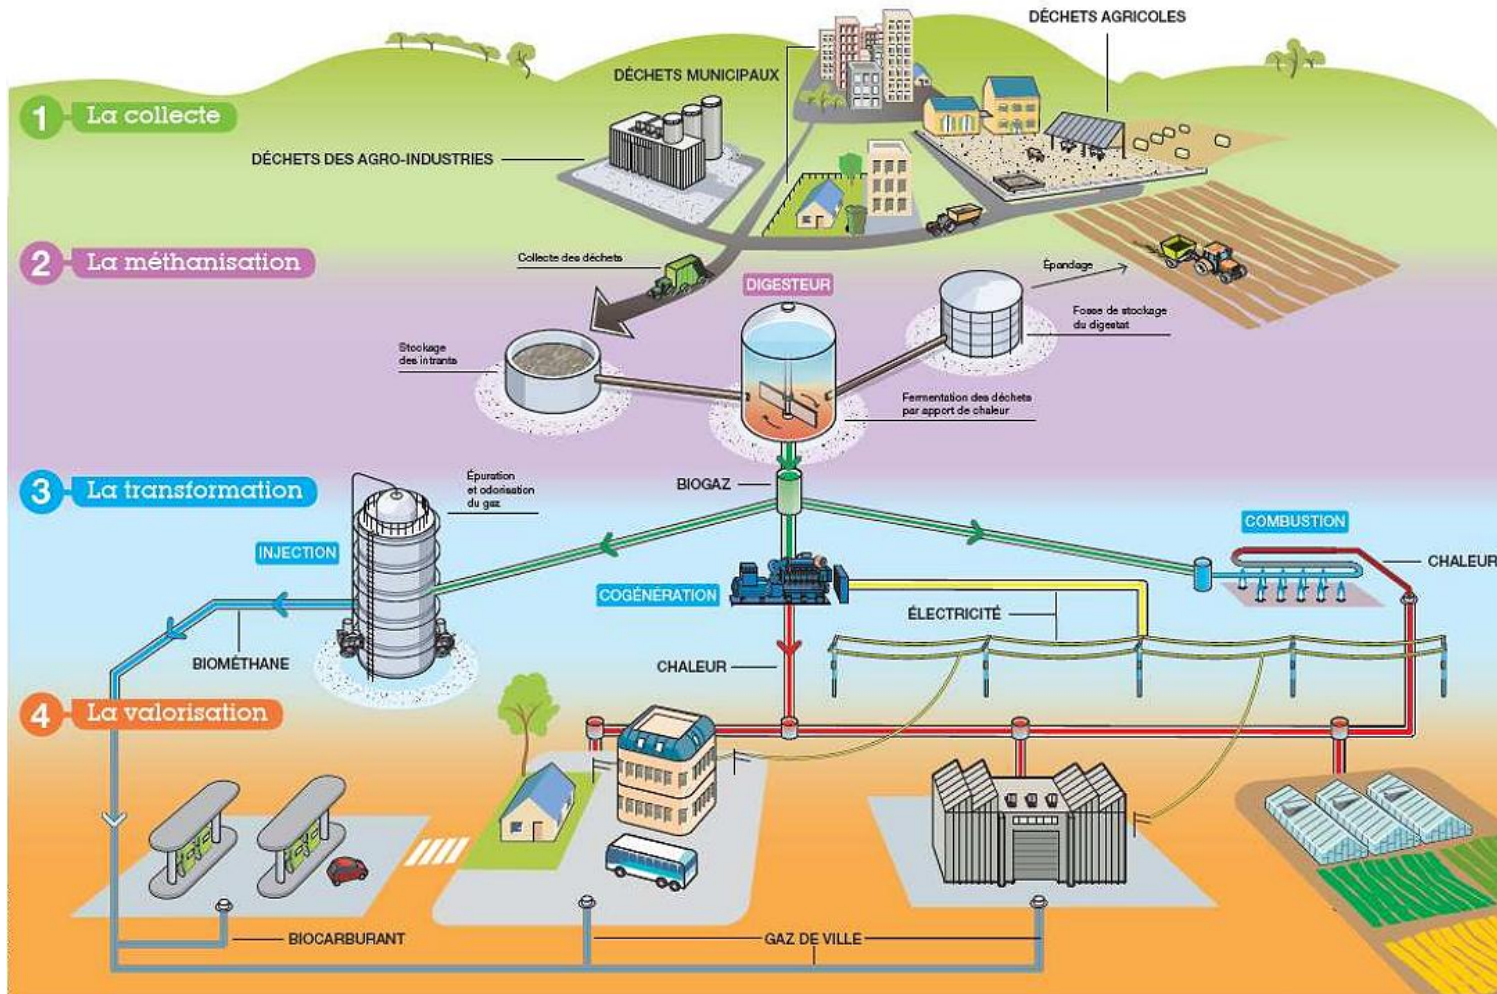 DÉCHETS AGRICOLES
DÉCHETS MUNICIPAUX
1 La collecte
DÉCHETS DES AGRO-INDUSTRIES
2 La méthanisation
Collecte des déchets
DIGESTEUR
Épandage
Fosse de stockage
du digestat
Stockage
des intrants
Fermentation des déchets
par apport de chaleur
3 La transformation
Épuration
et odorisation
du gaz
BIOGAZ
COMBUSTION
INJECTION
CHALEUR
COGÉNÉRATION
ÉLECTRICITÉ
BIOMÉTHANE
CHALEUR
4 La valorisation
BIOCARBURANT
GAZ DE VILLE